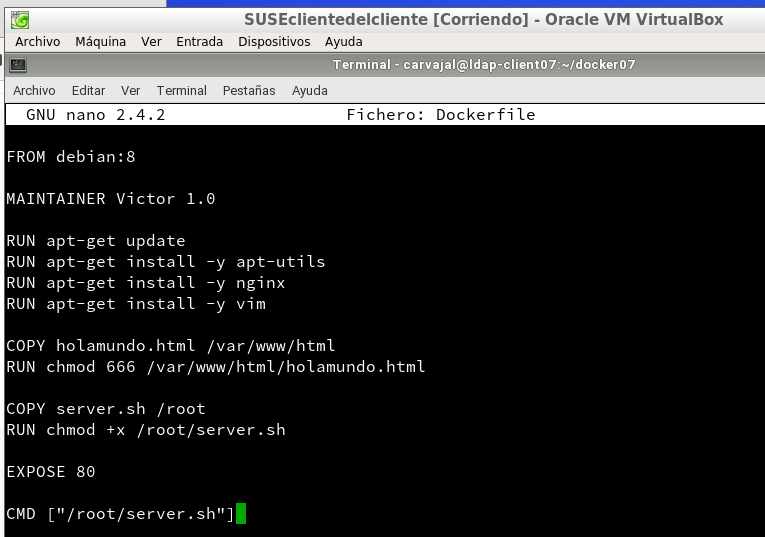 SUSEclientedelcliente [Corriendo] - Oracle VM VirtualBox
Archivo Máquina Ver Entrada Dispositivos Ayuda
Terminal - carvajal@ldap-client07:~/docker07
Archivo Editar Ver Terminal Pestañas Ayuda
GNU nano 2.4.2 Fichero: Dockerfile
FROM debian:8
MAINTAINER Victor 1.0
RUN apt-get update
RUN apt-get install -y apt-utils
RUN apt-get install -y nginx
RUN apt-get install -y vim
COPY holamundo.html /var/www/html
RUN chmod 666 /var/www/html/holamundo.html
COPY server.sh /root
RUN chmod +x /root/server.sh
EXPOSE 80
CMD ["/root/server.sh"]